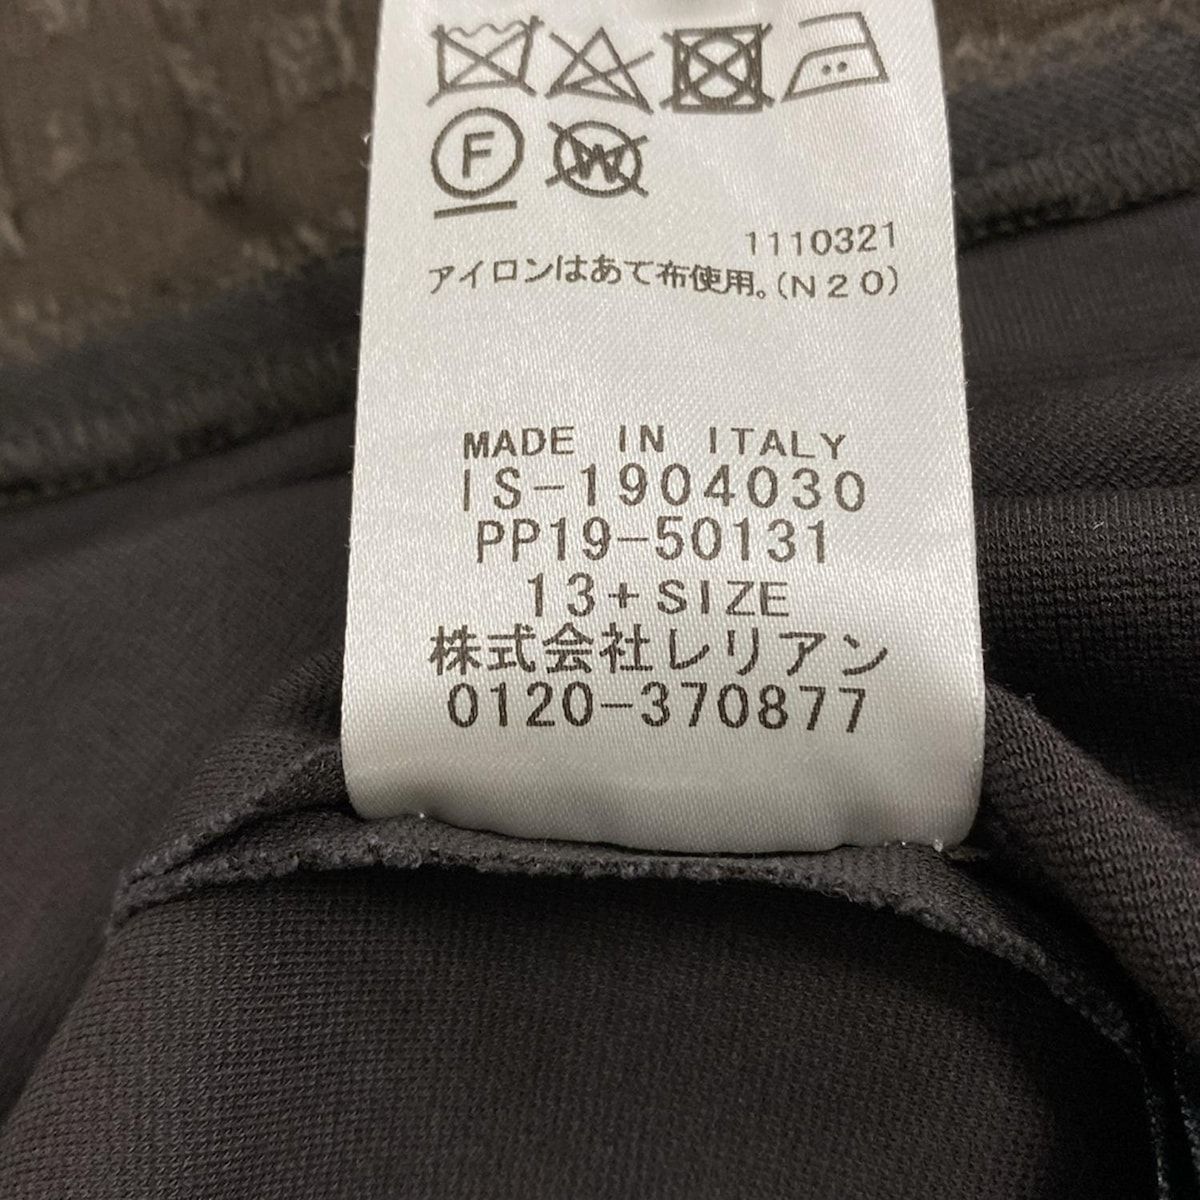 F W
1110321
アイロンはあて布使用。(N20)
MADE IN ITALY
IS-1904030
PP19-50131
13+SIZE
株式会社レリアン
0120-370877